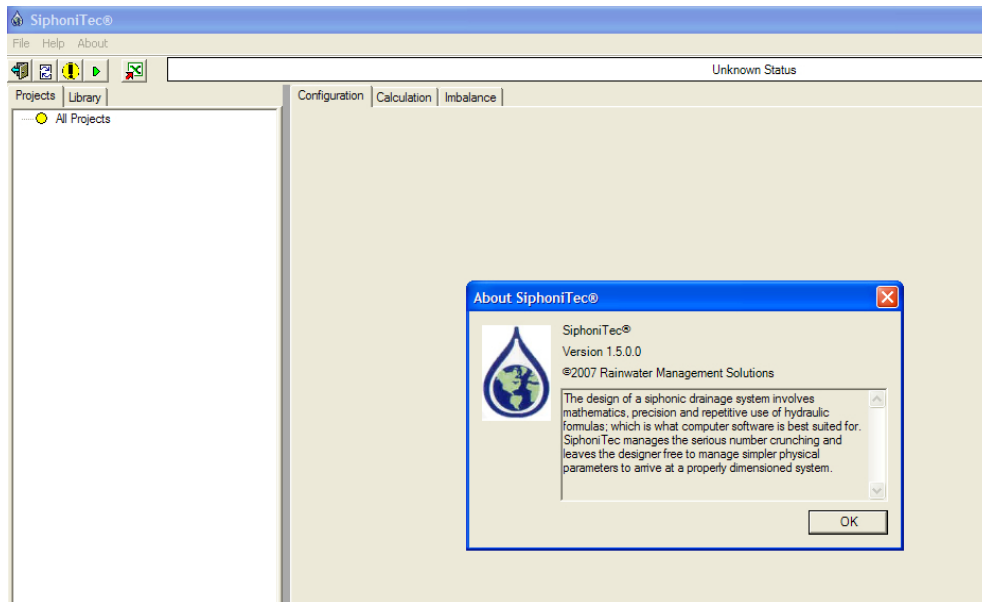 SiphoniTec®
File Help About
Unknown Status
Projects Library
Configuration Calculation Imbalance
All Projects
About SiphoniTec®
SiphoniTec®
Version 1.5.0.0
©2007 Rainwater Management Solutions
The design of a siphonic drainage system involves
mathematics, precision and repetitive use of hydraulic
formulas; which is what computer software is best suited for.
SiphoniTec manages the serious number crunching and
leaves the designer free to manage simpler physical
parameters to arrive at a properly dimensioned system.
OK